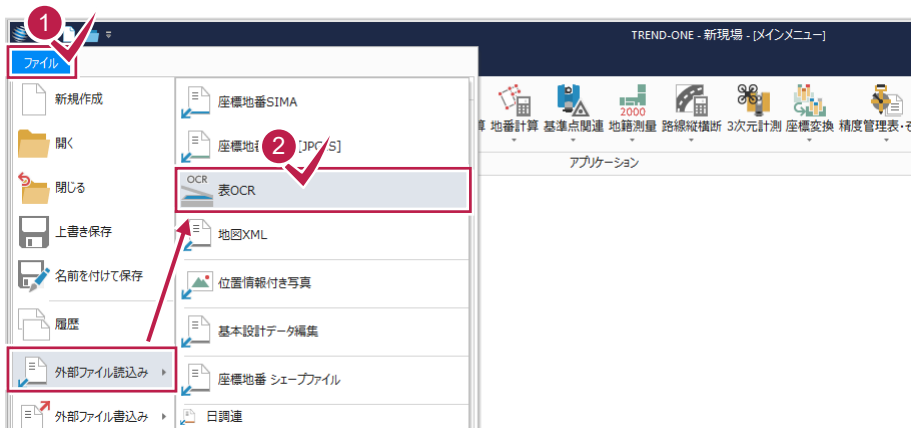 1
TREND-ONE - 新現場 - [メインメニュー]
ファイル
新規作成
開く
閉じる
上書き保存
名前を付けて保存
履歴
外部ファイル読込み
外部ファイル書込み
座標地番SIMA
座標地
2
OCR
表OCR
地図XML
位置情報付き写真
基本設計データ編集
座標地番 シェープファイル
日調連
地番計算
基準点関連
2000
地籍測量
路線縦横断
3次元計測
座標変換
精度管理表・そ
アプリケーション